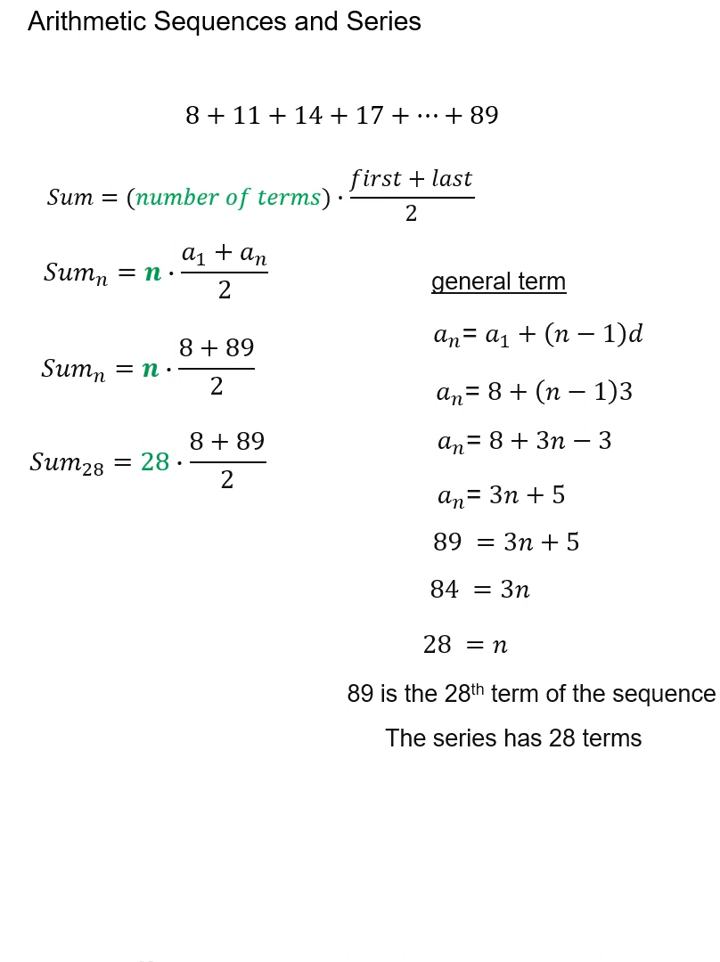 Arithmetic Sequences and Series
8 + 11 + 14 + 17 + ⋯ + 89
Sum = (number of terms) · (first + last)/2
Sumₙ = n · (a₁ + aₙ)/2
Sumₙ = n · (8 + 89)/2
Sum₂₈ = 28 · (8 + 89)/2
general term
aₙ= a₁ + (n − 1)d
aₙ= 8 + (n − 1)3
aₙ= 8 + 3n − 3
aₙ= 3n + 5
89 = 3n + 5
84 = 3n
28 = n
89 is the 28ᵗʰ term of the sequence
The series has 28 terms